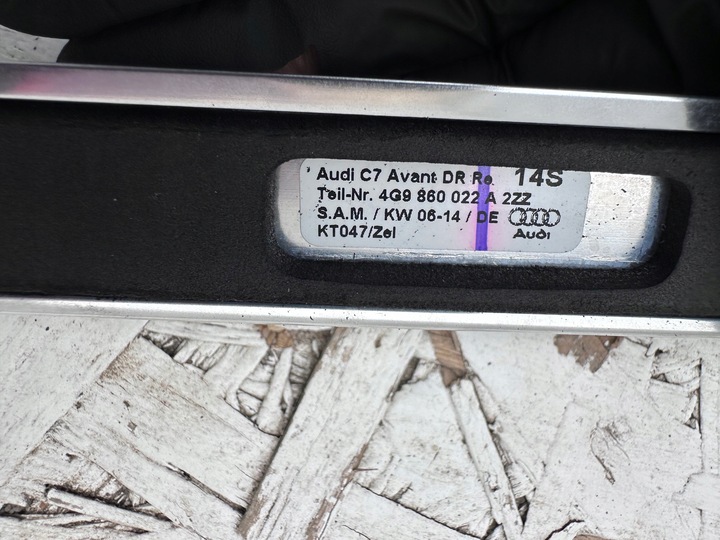 Audi C7 Avant DR Re. 14S
Teil-Nr. 4G9 860 022 A 2ZZ
S.A.M. / KW 06-14 / DE
KT047/Zel Audi